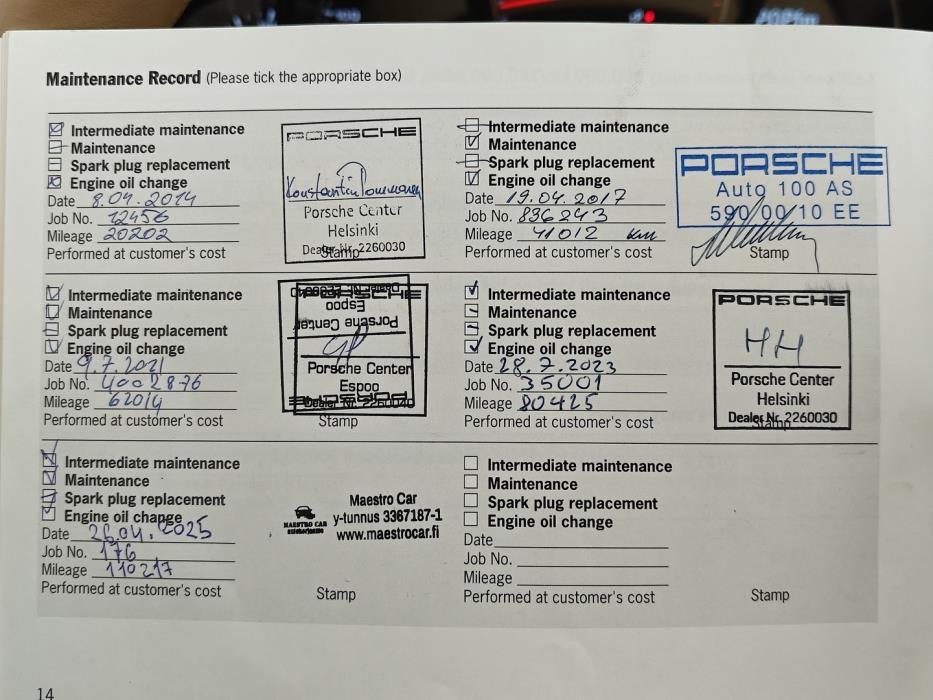 Maintenance Record (Please tick the appropriate box)
Intermediate maintenance
Maintenance
Spark plug replacement
Engine oil change
Date 8.04.2014
Job No. 12456
Mileage 20202
Performed at customer's cost
PORSCHE
Porsche Center
Helsinki
Dealer Nr. 2260030
Stamp
Intermediate maintenance
Maintenance
Spark plug replacement
Engine oil change
Date 19.04.2017
Job No. 836243
Mileage 41012 km
Performed at customer's cost
PORSCHE
Auto 100 AS
590/00/10 EE
Stamp
Intermediate maintenance
Maintenance
Spark plug replacement
Engine oil change
Date 9.7.2021
Job No. 4002876
Mileage 62014
Performed at customer's cost
PORSCHE
Porsche Center
Espoo
Dealer Nr. 2260040
Porsche Center
Espoo
PORSCHE
Stamp
Intermediate maintenance
Maintenance
Spark plug replacement
Engine oil change
Date 28.7.2023
Job No. 35001
Mileage 80425
Performed at customer's cost
PORSCHE
HH
Porsche Center
Helsinki
Dealer Nr. 2260030
Stamp
Intermediate maintenance
Maintenance
Spark plug replacement
Engine oil change
Date 26.04.2025
Job No. 176
Mileage 110217
Performed at customer's cost
MAESTRO CAR
Maestro Car
y-tunnus 3367187-1
www.maestrocar.fi
Stamp
Intermediate maintenance
Maintenance
Spark plug replacement
Engine oil change
Date
Job No.
Mileage
Performed at customer's cost
Stamp
14